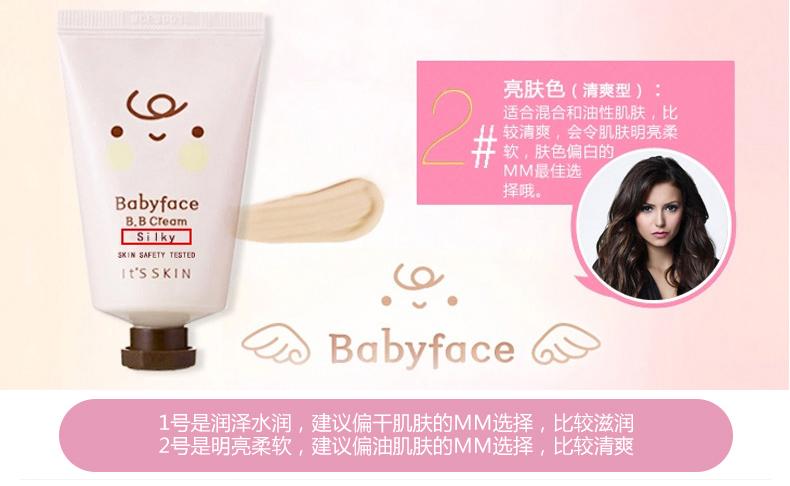 Babyface
B,B Cream
Silky
SKIN SAFETY TESTED
It'S SKIN
2#
亮肤色（清爽型）：
适合混合和油性肌肤，比
较清爽，会令肌肤明亮柔
软，肤色偏白的
MM最佳选
择哦。
Babyface
1号是润泽水润，建议偏干肌肤的MM选择，比较滋润
2号是明亮柔软，建议偏油肌肤的MM选择，比较清爽